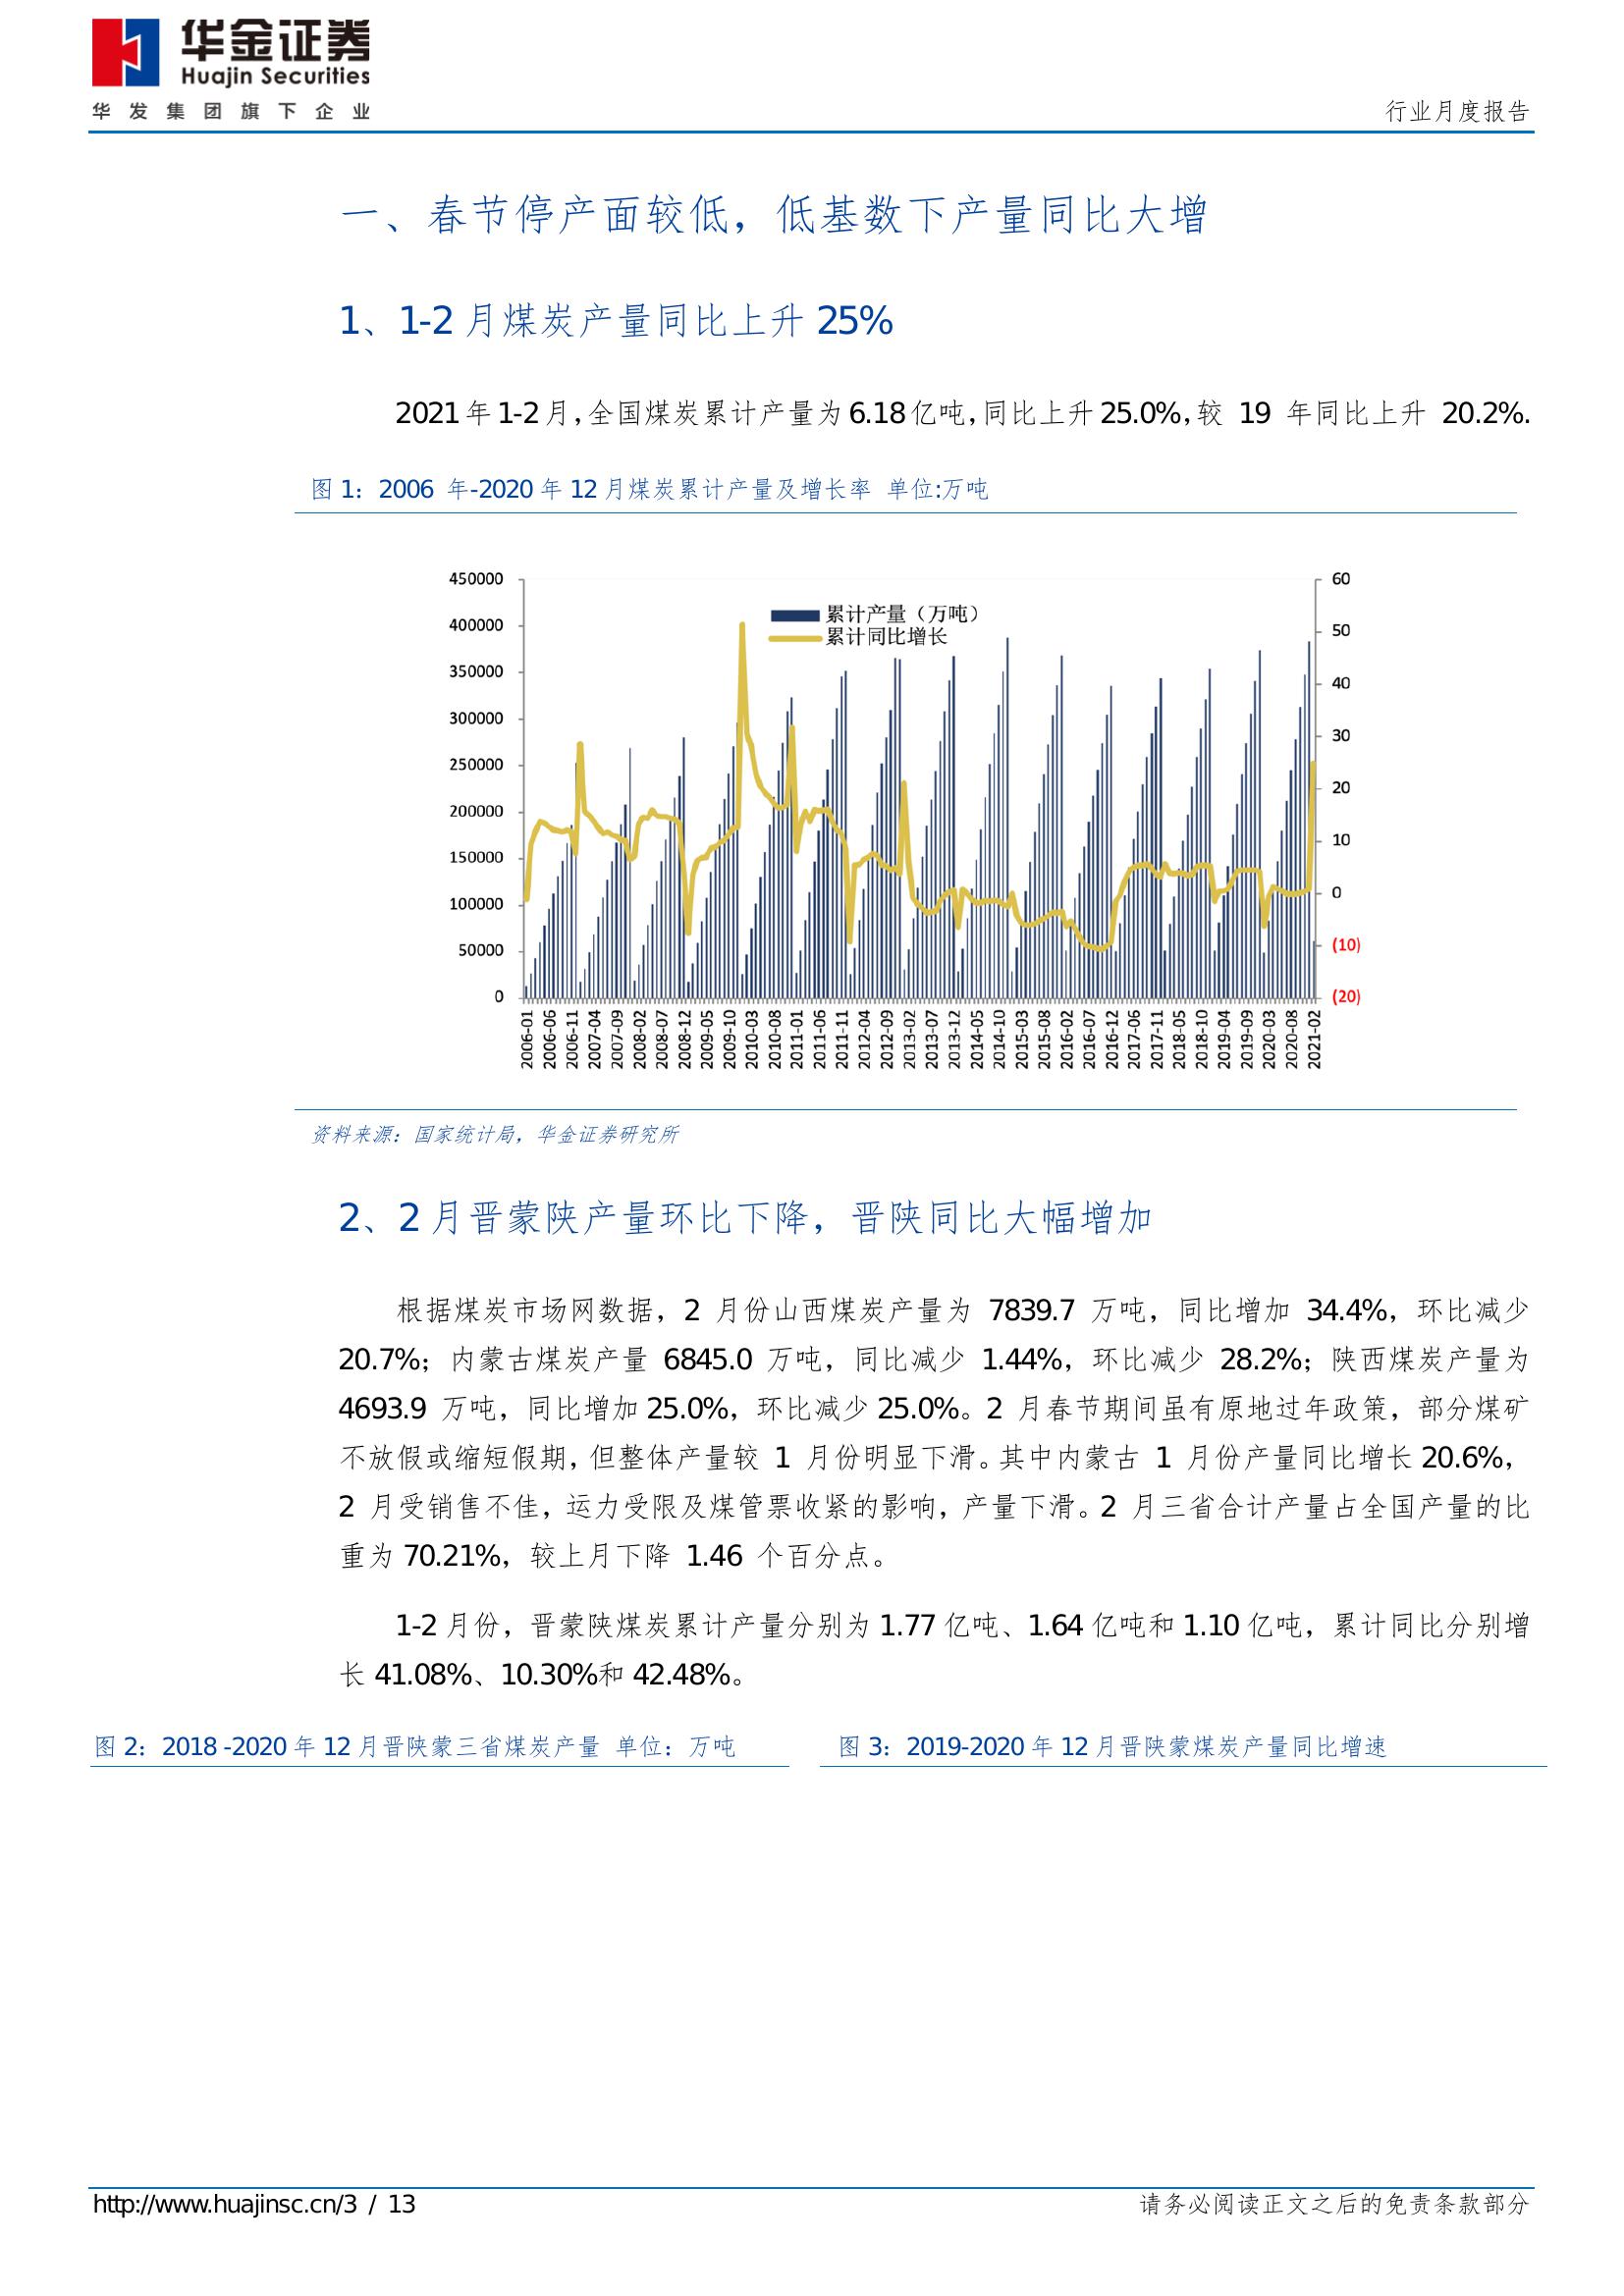 华金证券
Huajin Securities
华发集团旗下企业
行业月度报告
一、春节停产面较低，低基数下产量同比大增
1、1-2 月煤炭产量同比上升 25%
2021 年 1-2 月，全国煤炭累计产量为 6.18 亿吨，同比上升 25.0%，较 19 年同比上升 20.2%.
图 1：2006 年-2020 年 12 月煤炭累计产量及增长率 单位:万吨
累计产量（万吨）
累计同比增长
450000
400000
350000
300000
250000
200000
150000
100000
50000
0
60
50
40
30
20
10
0
(10)
(20)
2006-01
2006-06
2006-11
2007-04
2007-09
2008-02
2008-07
2008-12
2009-05
2009-10
2010-03
2010-08
2011-01
2011-06
2011-11
2012-04
2012-09
2013-02
2013-07
2013-12
2014-05
2014-10
2015-03
2015-08
2016-02
2016-07
2016-12
2017-06
2017-11
2018-05
2018-10
2019-04
2019-09
2020-03
2020-08
2021-02
资料来源：国家统计局，华金证券研究所
2、2 月晋蒙陕产量环比下降，晋陕同比大幅增加
根据煤炭市场网数据，2 月份山西煤炭产量为 7839.7 万吨，同比增加 34.4%，环比减少
20.7%；内蒙古煤炭产量 6845.0 万吨，同比减少 1.44%，环比减少 28.2%；陕西煤炭产量为
4693.9 万吨，同比增加 25.0%，环比减少 25.0%。2 月春节期间虽有原地过年政策，部分煤矿
不放假或缩短假期，但整体产量较 1 月份明显下滑。其中内蒙古 1 月份产量同比增长 20.6%，
2 月受销售不佳，运力受限及煤管票收紧的影响，产量下滑。2 月三省合计产量占全国产量的比
重为 70.21%，较上月下降 1.46 个百分点。
1-2 月份，晋蒙陕煤炭累计产量分别为 1.77 亿吨、1.64 亿吨和 1.10 亿吨，累计同比分别增
长 41.08%、10.30%和 42.48%。
图 2：2018 -2020 年 12 月晋陕蒙三省煤炭产量 单位：万吨
图 3：2019-2020 年 12 月晋陕蒙煤炭产量同比增速
http://www.huajinsc.cn/3 / 13
请务必阅读正文之后的免责条款部分